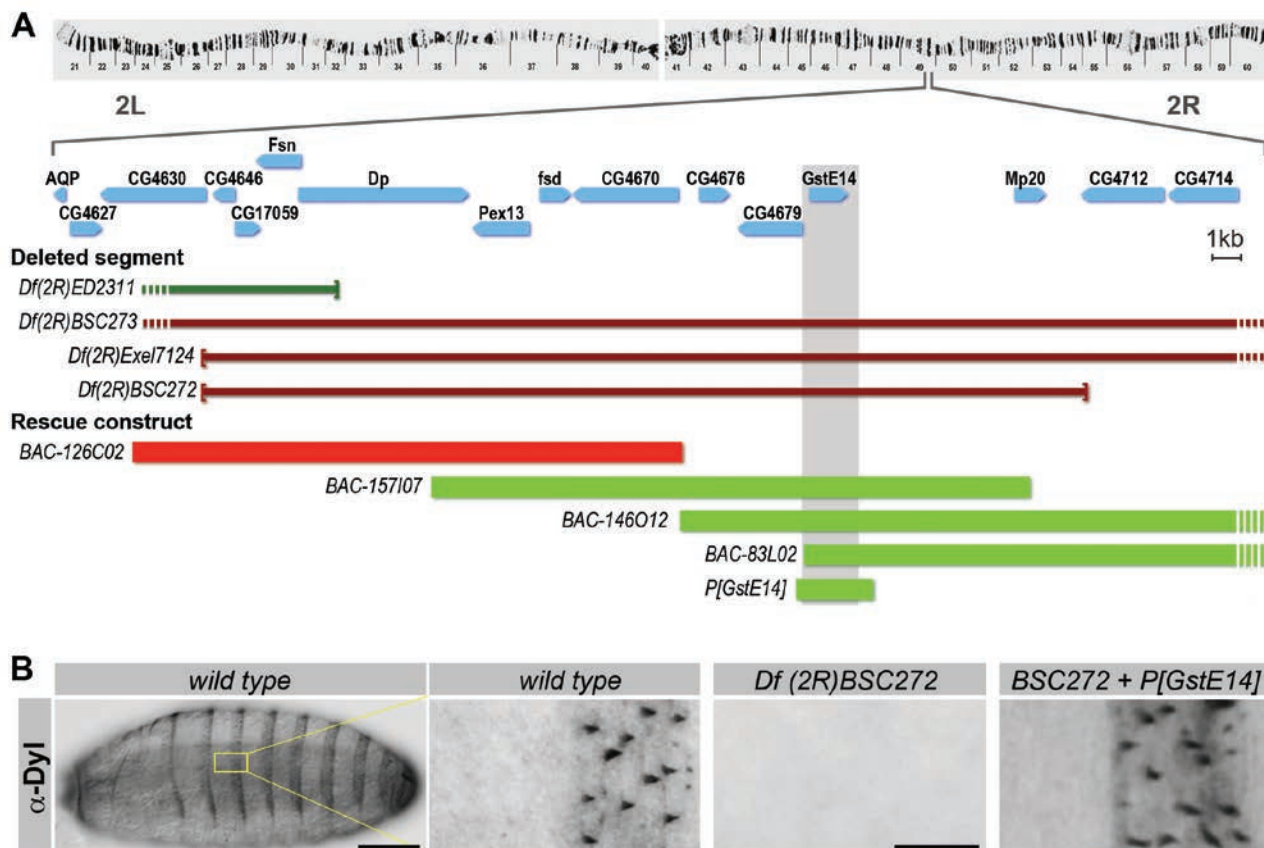 A
21 22 23 24 25 26 27 28 29 30 31 32 33 34 35 36 37 38 39 40 41 42 43 44 45 46 47 48 49 50 51 52 53 54 55 56 57 58 59 60
2L 2R
Fsn
AQP CG4630 CG4646 Dp fsd CG4670 CG4676 GstE14 Mp20 CG4712 CG4714
CG4627 CG17059 Pex13 CG4679
1kb
Deleted segment
Df(2R)ED2311
Df(2R)BSC273
Df(2R)Exel7124
Df(2R)BSC272
Rescue construct
BAC-126C02
BAC-157I07
BAC-146O12
BAC-83L02
P[GstE14]
B
wild type wild type Df (2R)BSC272 BSC272 + P[GstE14]
α-Dyl